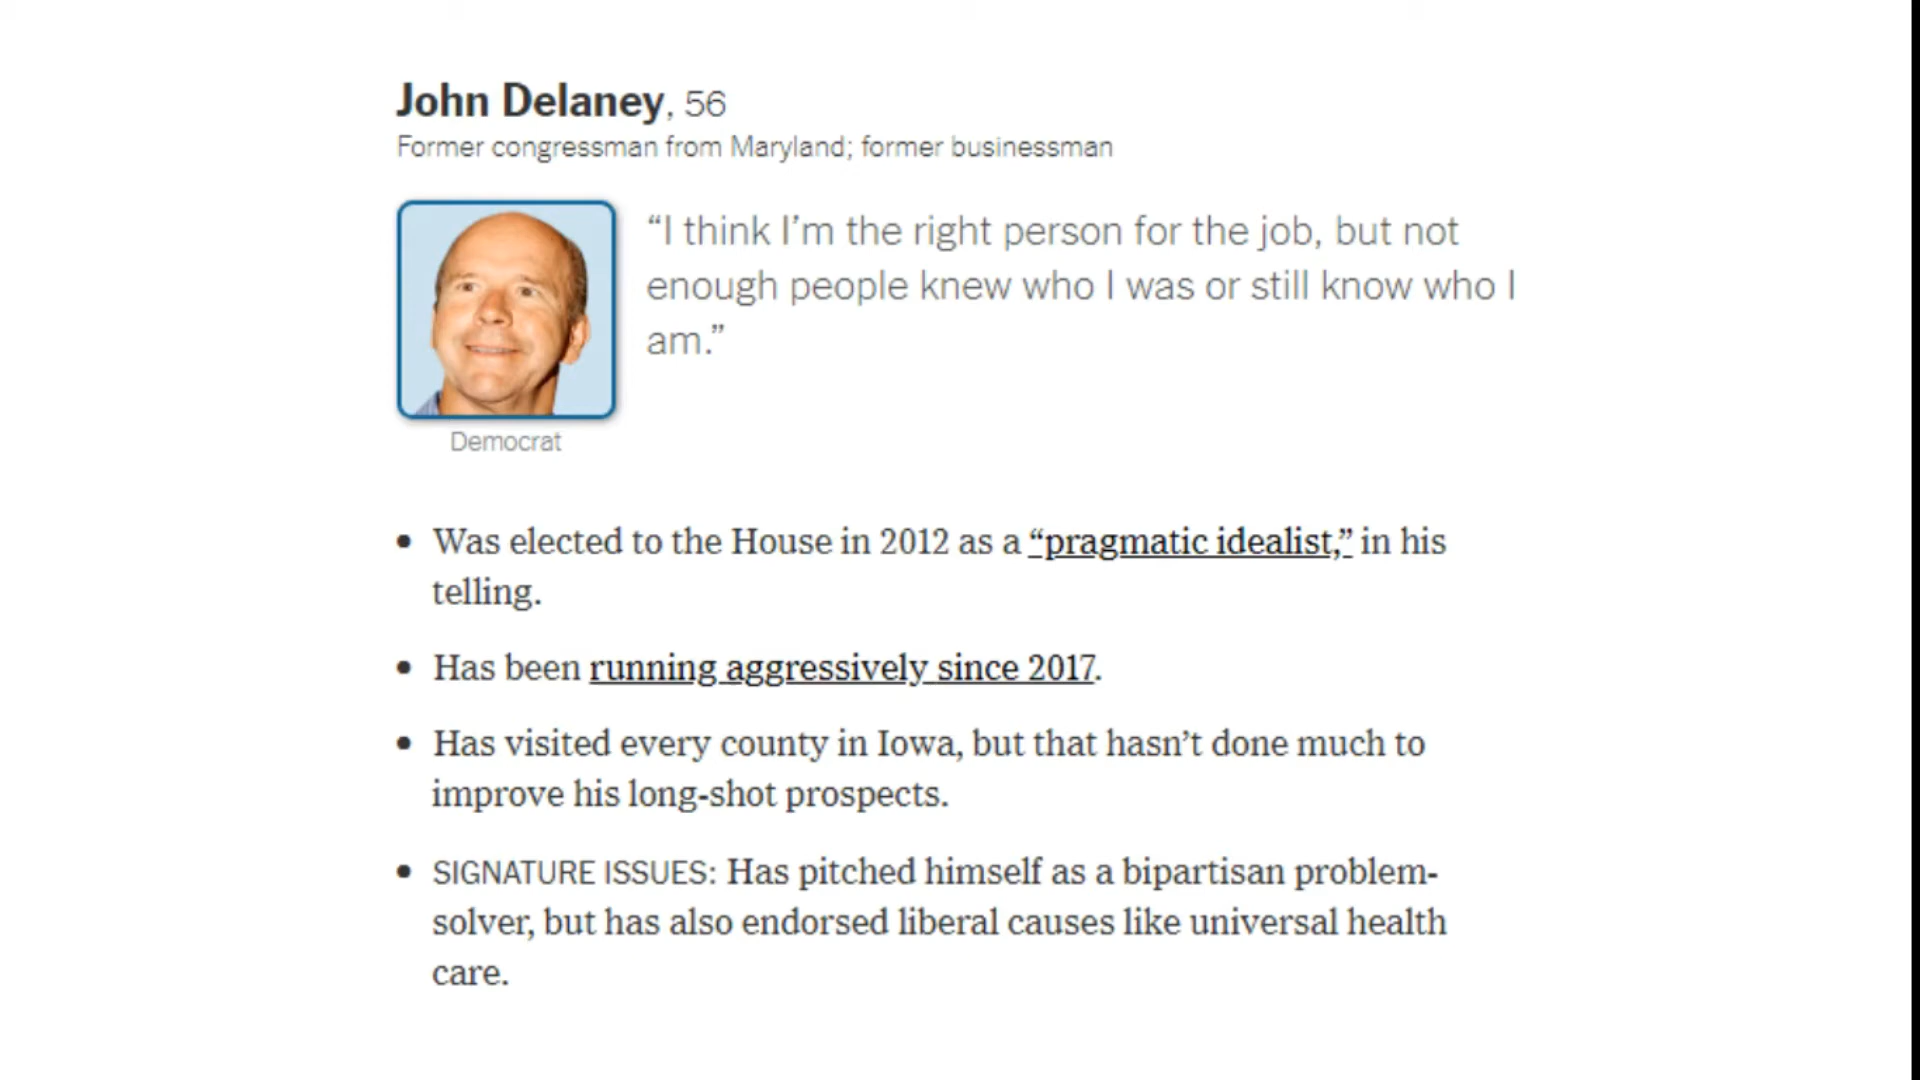 John Delaney, 56
Former congressman from Maryland; former businessman
“I think I’m the right person for the job, but not
enough people knew who I was or still know who I
am.”
Democrat
• Was elected to the House in 2012 as a “pragmatic idealist,” in his
telling.
• Has been running aggressively since 2017.
• Has visited every county in Iowa, but that hasn’t done much to
improve his long-shot prospects.
• SIGNATURE ISSUES: Has pitched himself as a bipartisan problem-
solver, but has also endorsed liberal causes like universal health
care.